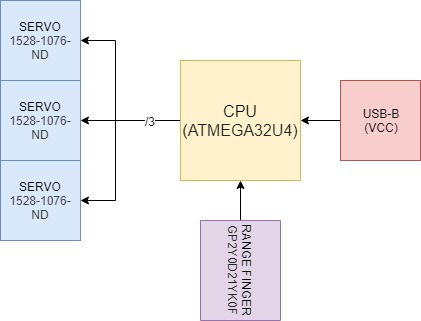 SERVO
1528-1076-
ND
SERVO
1528-1076-
ND
SERVO
1528-1076-
ND
/3
CPU
(ATMEGA32U4)
USB-B
(VCC)
RANGE FINGER
GP2Y0D21YK0F